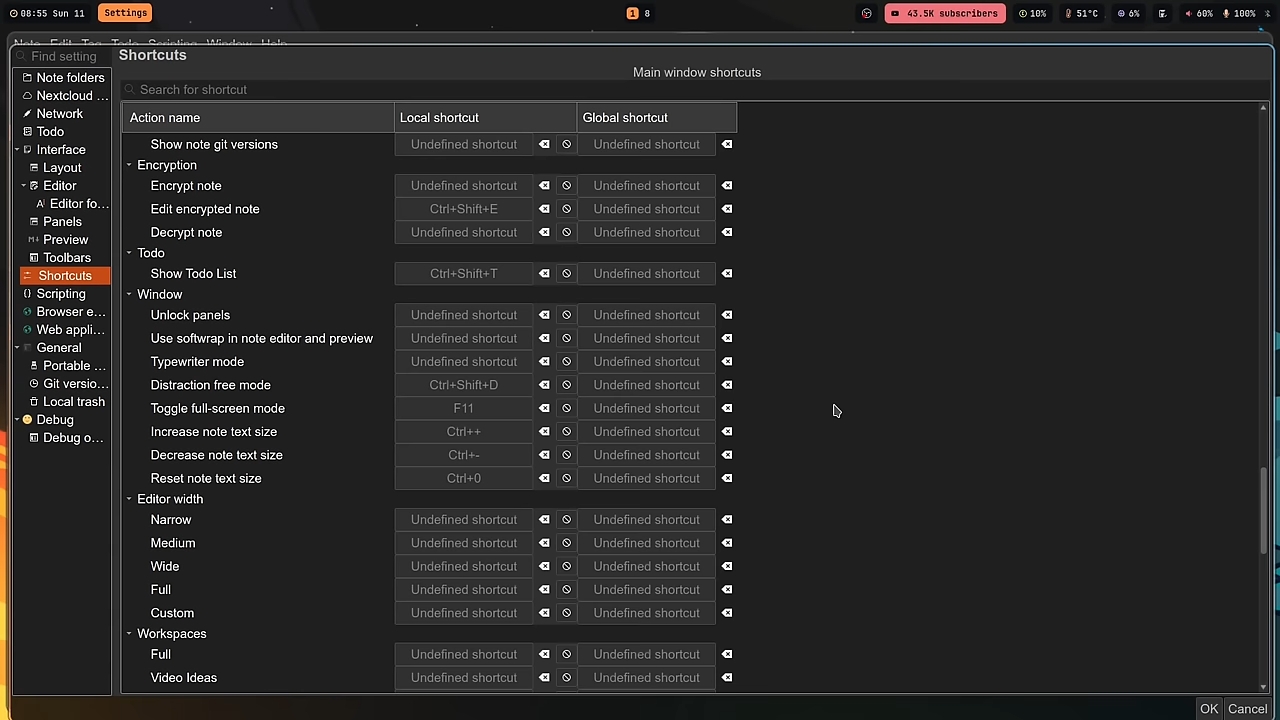 08:55 Sun 11 Settings 1 8 43.5K subscribers 10% 51°C 6% 60% 100%
Note Edit Tag Todo Scripting Window Help
Find setting
Note folders
Nextcloud ...
Network
Todo
Interface
Layout
Editor
Editor fo...
Panels
Preview
Toolbars
Shortcuts
Scripting
Browser e...
Web appli...
General
Portable ...
Git versio...
Local trash
Debug
Debug o...
Shortcuts
Main window shortcuts
Search for shortcut
Action name Local shortcut Global shortcut
Show note git versions Undefined shortcut Undefined shortcut
Encryption
Encrypt note Undefined shortcut Undefined shortcut
Edit encrypted note Ctrl+Shift+E Undefined shortcut
Decrypt note Undefined shortcut Undefined shortcut
Todo
Show Todo List Ctrl+Shift+T Undefined shortcut
Window
Unlock panels Undefined shortcut Undefined shortcut
Use softwrap in note editor and preview Undefined shortcut Undefined shortcut
Typewriter mode Undefined shortcut Undefined shortcut
Distraction free mode Ctrl+Shift+D Undefined shortcut
Toggle full-screen mode F11 Undefined shortcut
Increase note text size Ctrl++ Undefined shortcut
Decrease note text size Ctrl+- Undefined shortcut
Reset note text size Ctrl+0 Undefined shortcut
Editor width
Narrow Undefined shortcut Undefined shortcut
Medium Undefined shortcut Undefined shortcut
Wide Undefined shortcut Undefined shortcut
Full Undefined shortcut Undefined shortcut
Custom Undefined shortcut Undefined shortcut
Workspaces
Full Undefined shortcut Undefined shortcut
Video Ideas Undefined shortcut Undefined shortcut
OK Cancel